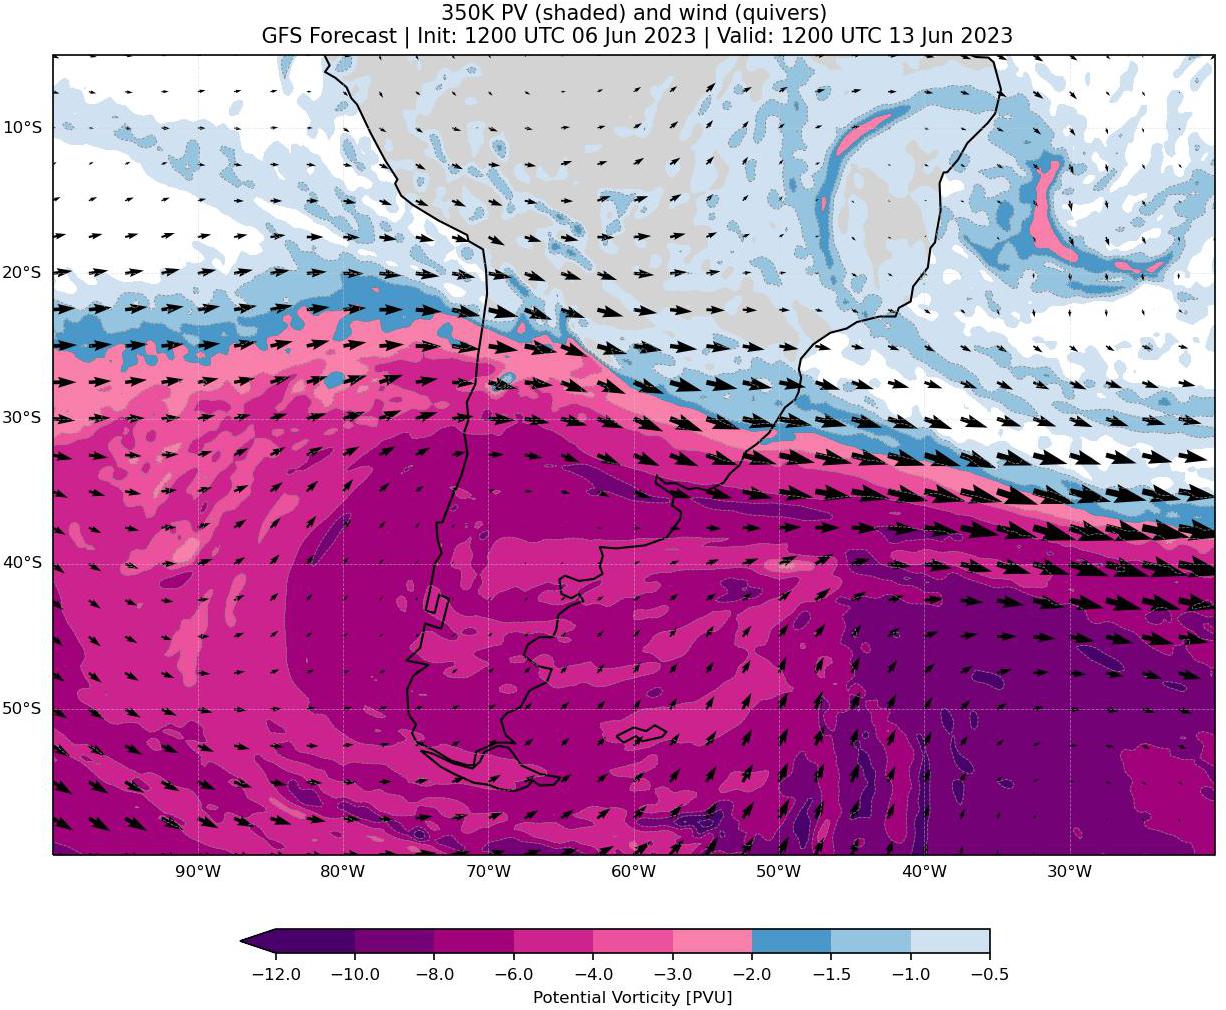 350K PV (shaded) and wind (quivers)
GFS Forecast | Init: 1200 UTC 06 Jun 2023 | Valid: 1200 UTC 13 Jun 2023
10°S
20°S
30°S
40°S
50°S
90°W 80°W 70°W 60°W 50°W 40°W 30°W
−12.0 −10.0 −8.0 −6.0 −4.0 −3.0 −2.0 −1.5 −1.0 −0.5
Potential Vorticity [PVU]